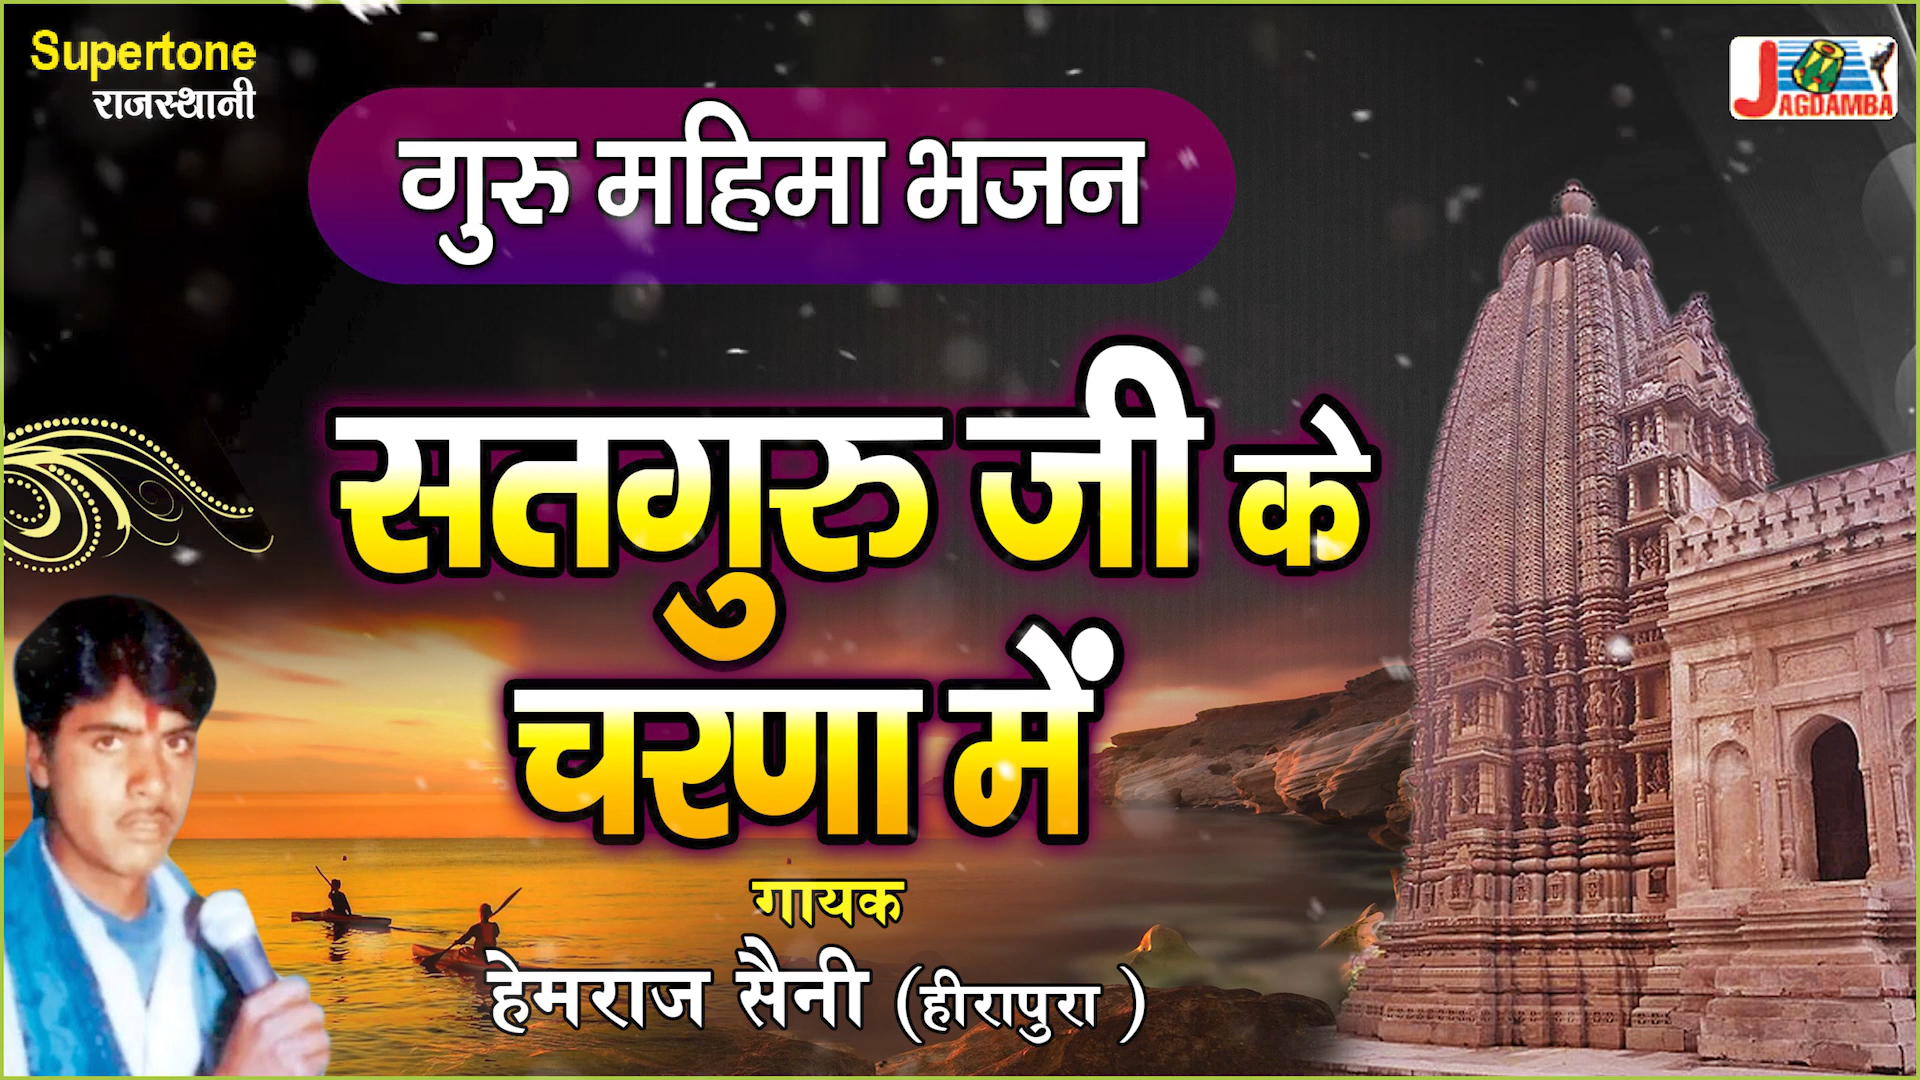 Supertone
राजस्थानी
JAGDAMBA
गुरु महिमा भजन
सतगुरु जी के
चरणा में
गायक
हेमराज सैनी (हीरापुरा )